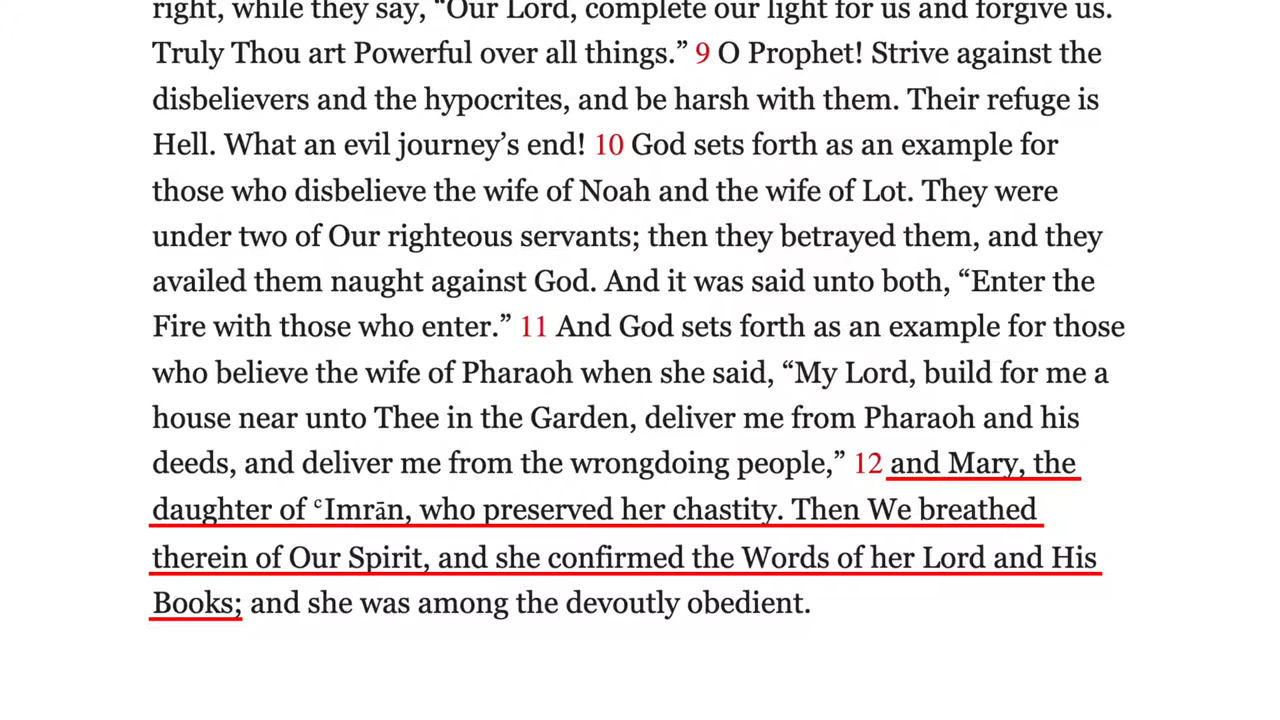 right, while they say, “Our Lord, complete our light for us and forgive us.
Truly Thou art Powerful over all things.” 9 O Prophet! Strive against the
disbelievers and the hypocrites, and be harsh with them. Their refuge is
Hell. What an evil journey’s end! 10 God sets forth as an example for
those who disbelieve the wife of Noah and the wife of Lot. They were
under two of Our righteous servants; then they betrayed them, and they
availed them naught against God. And it was said unto both, “Enter the
Fire with those who enter.” 11 And God sets forth as an example for those
who believe the wife of Pharaoh when she said, “My Lord, build for me a
house near unto Thee in the Garden, deliver me from Pharaoh and his
deeds, and deliver me from the wrongdoing people,” 12 and Mary, the
daughter of ʿImrān, who preserved her chastity. Then We breathed
therein of Our Spirit, and she confirmed the Words of her Lord and His
Books; and she was among the devoutly obedient.